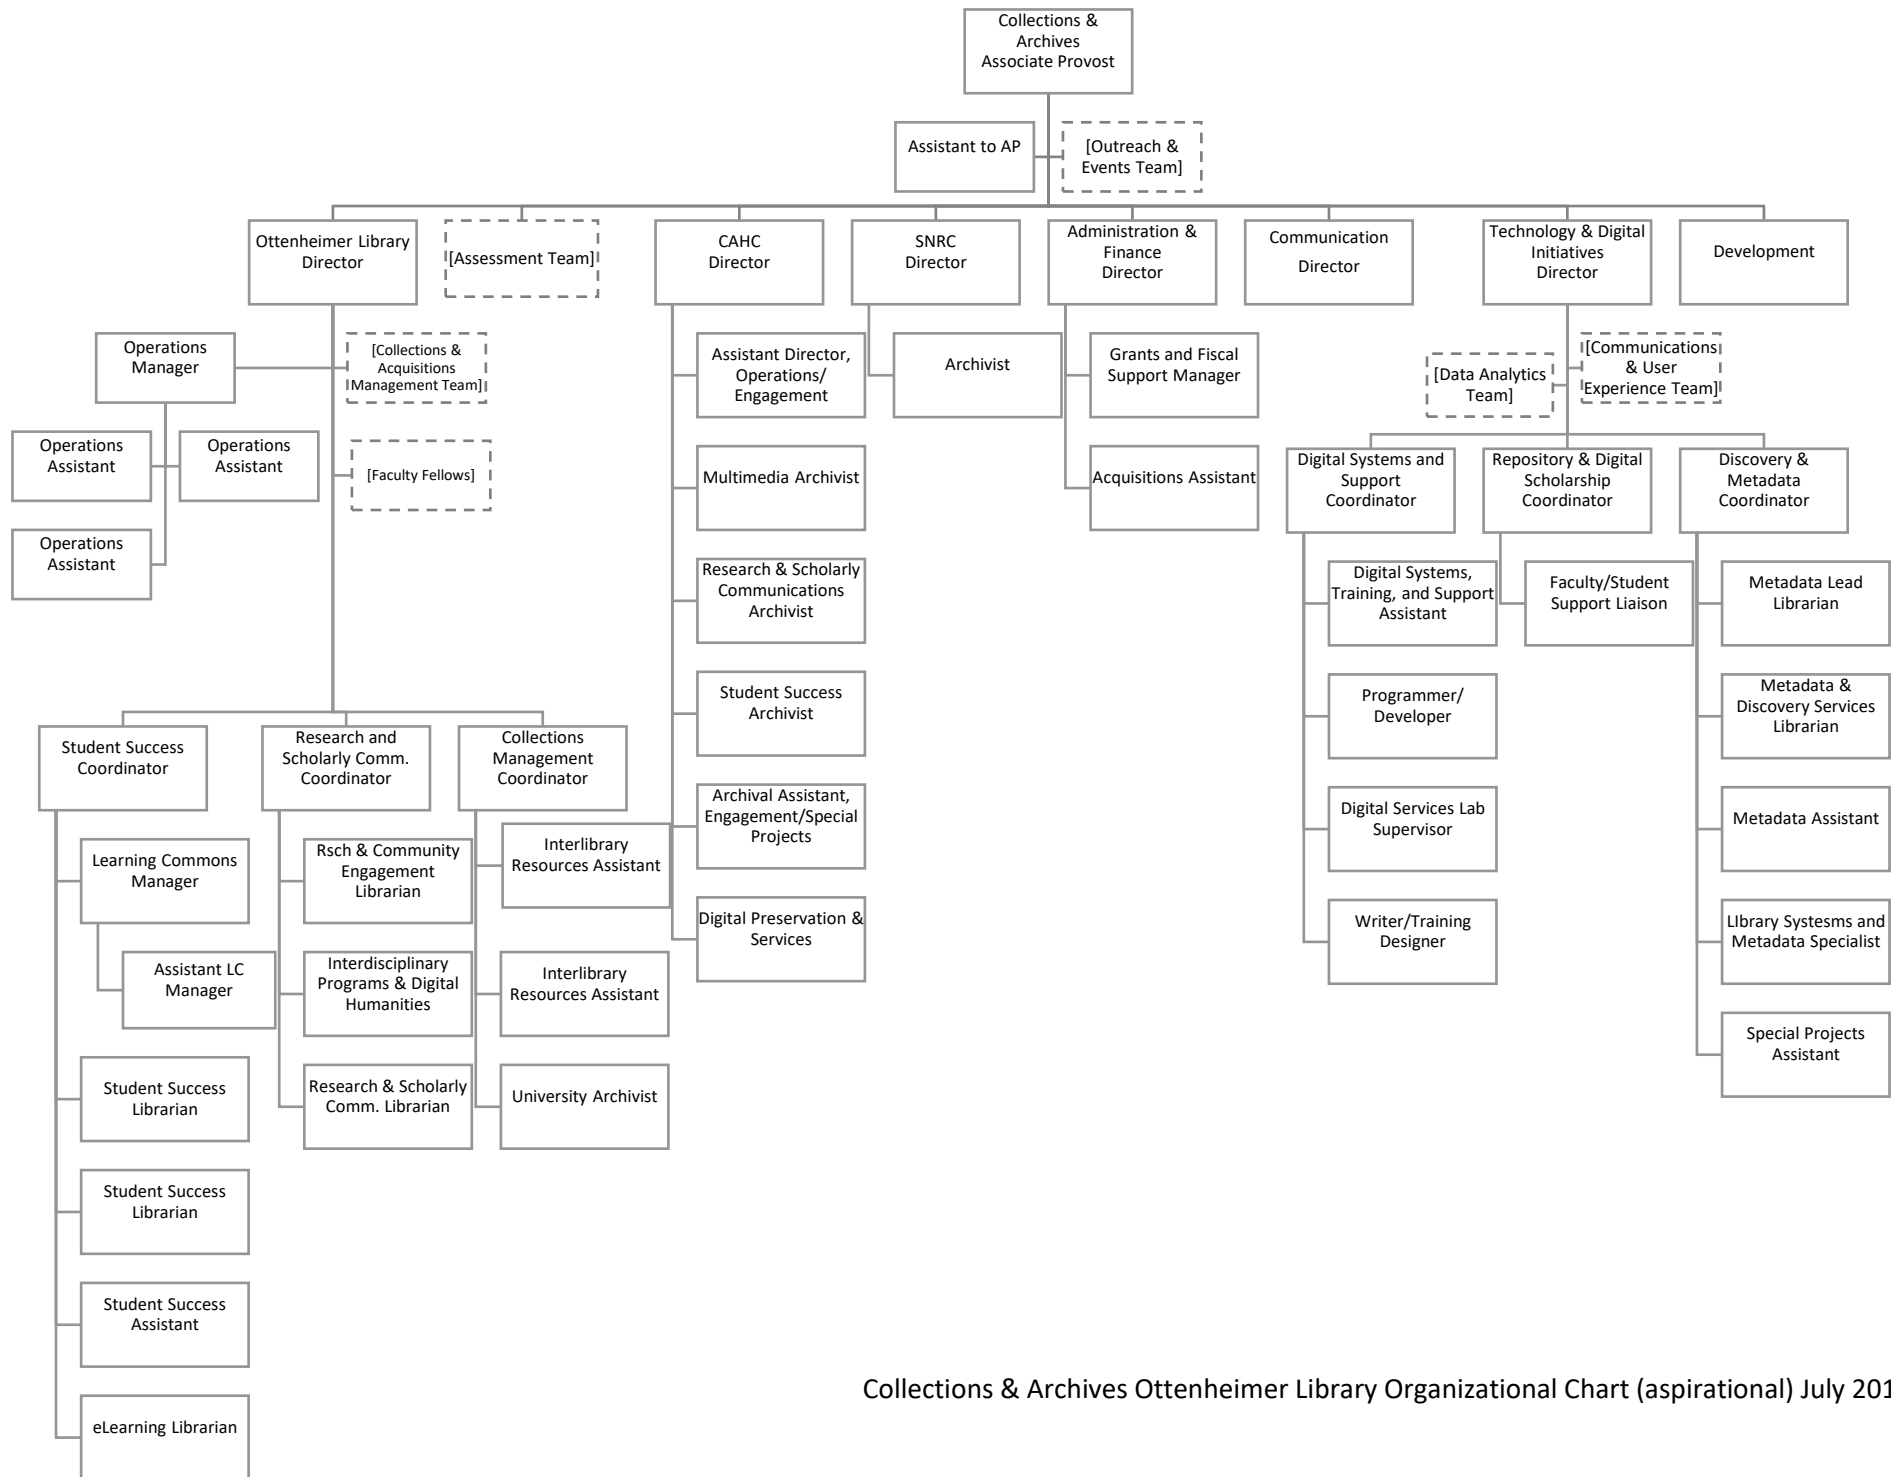 Collections &
Archives
Associate Provost
Assistant to AP
[Outreach &
Events Team]
Ottenheimer Library
Director
[Assessment Team]
CAHC
Director
SNRC
Director
Administration &
Finance
Director
Communication
Director
Technology & Digital
Initiatives
Director
Development
Operations
Manager
[Collections &
Acquisitions
Management Team]
Operations
Assistant
Operations
Assistant
Operations
Assistant
[Faculty Fellows]
Assistant Director,
Operations/
Engagement
Multimedia Archivist
Research & Scholarly
Communications
Archivist
Student Success
Archivist
Archival Assistant,
Engagement/Special
Projects
Digital Preservation &
Services
Archivist
Grants and Fiscal
Support Manager
Acquisitions Assistant
[Data Analytics
Team]
[Communications
& User
Experience Team]
Digital Systems and
Support
Coordinator
Repository & Digital
Scholarship
Coordinator
Discovery &
Metadata
Coordinator
Digital Systems,
Training, and Support
Assistant
Programmer/
Developer
Digital Services Lab
Supervisor
Writer/Training
Designer
Faculty/Student
Support Liaison
Metadata Lead
Librarian
Metadata &
Discovery Services
Librarian
Metadata Assistant
LIbrary Systesms and
Metadata Specialist
Special Projects
Assistant
Student Success
Coordinator
Research and
Scholarly Comm.
Coordinator
Collections
Management
Coordinator
Learning Commons
Manager
Assistant LC
Manager
Student Success
Librarian
Student Success
Librarian
Student Success
Assistant
eLearning Librarian
Rsch & Community
Engagement
Librarian
Interdisciplinary
Programs & Digital
Humanities
Research & Scholarly
Comm. Librarian
Interlibrary
Resources Assistant
Interlibrary
Resources Assistant
University Archivist
Collections & Archives Ottenheimer Library Organizational Chart (aspirational) July 201